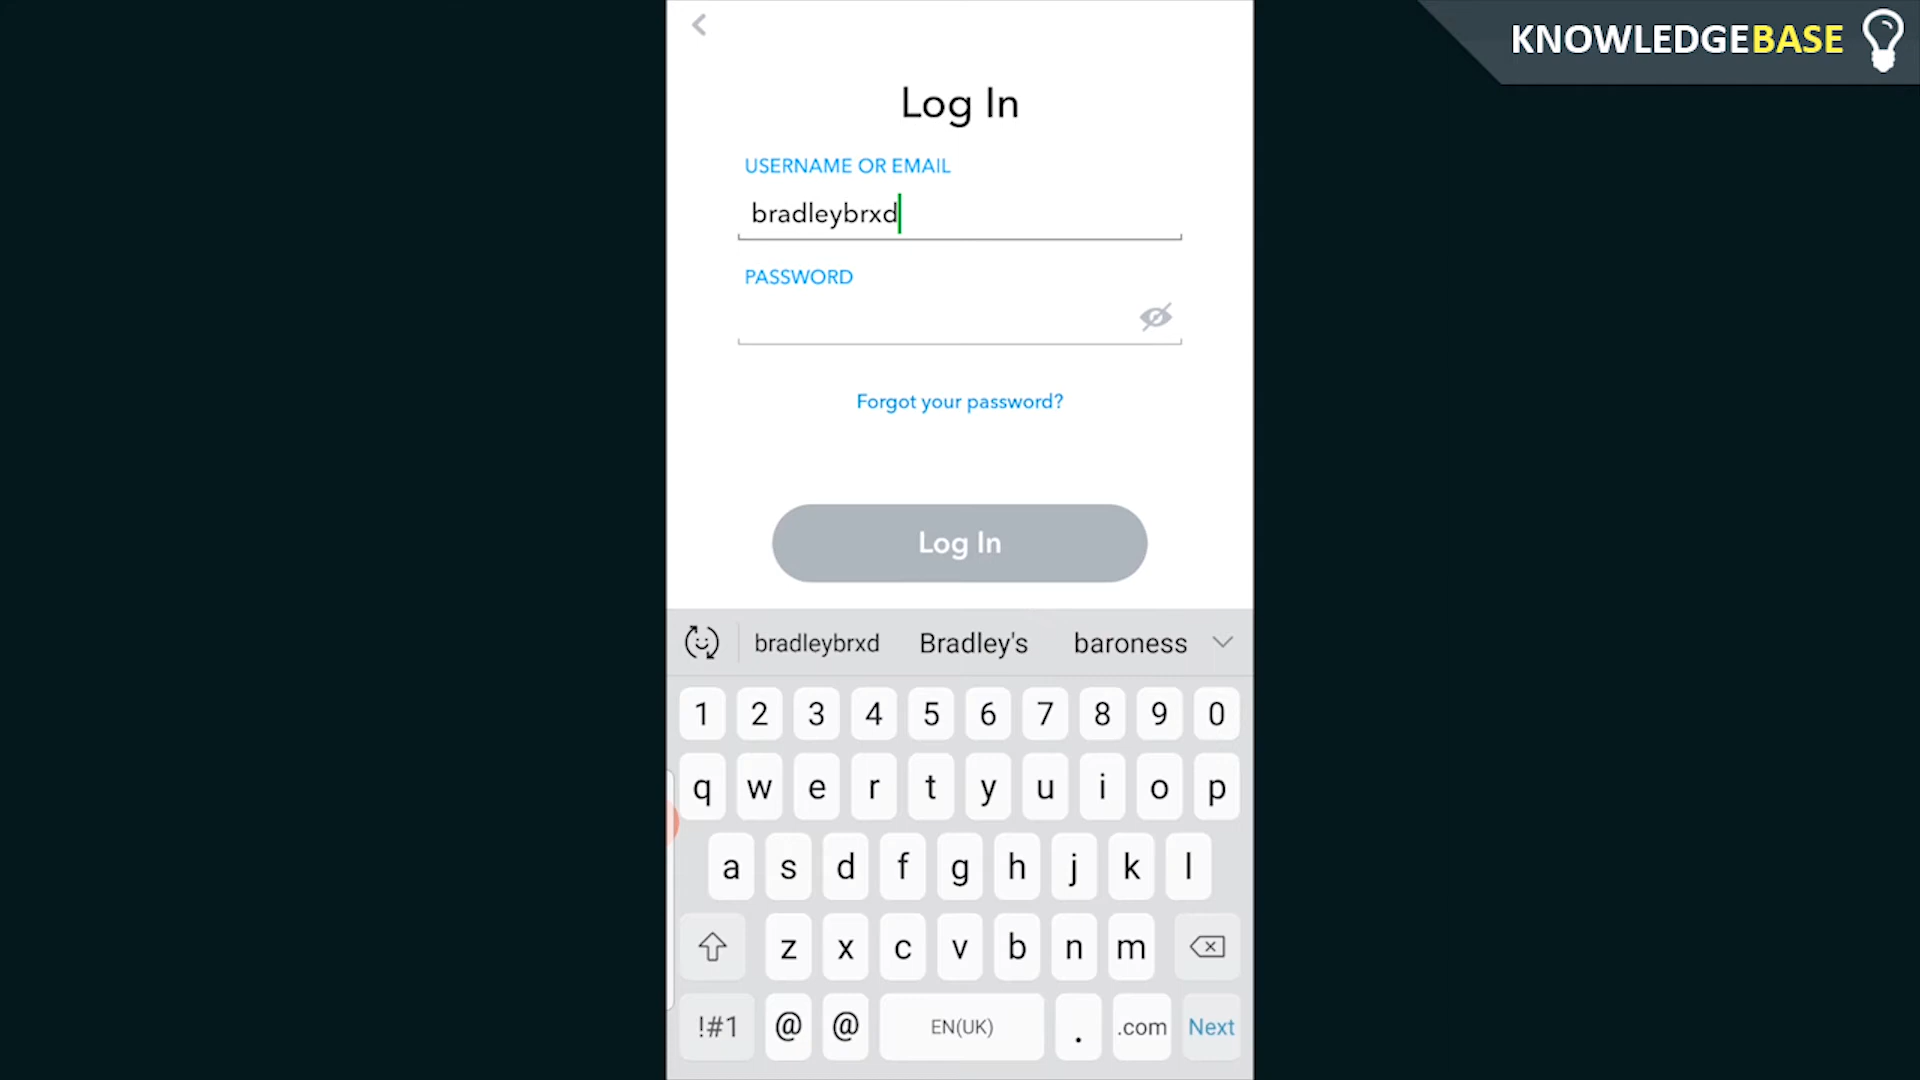 KNOWLEDGEBASE
Log In
USERNAME OR EMAIL
bradleybrxd
PASSWORD
Forgot your password?
Log In
bradleybrxd Bradley's baroness
1 2 3 4 5 6 7 8 9 0
q w e r t y u i o p
a s d f g h j k l
z x c v b n m
!#1 @ @ EN(UK) . .com Next